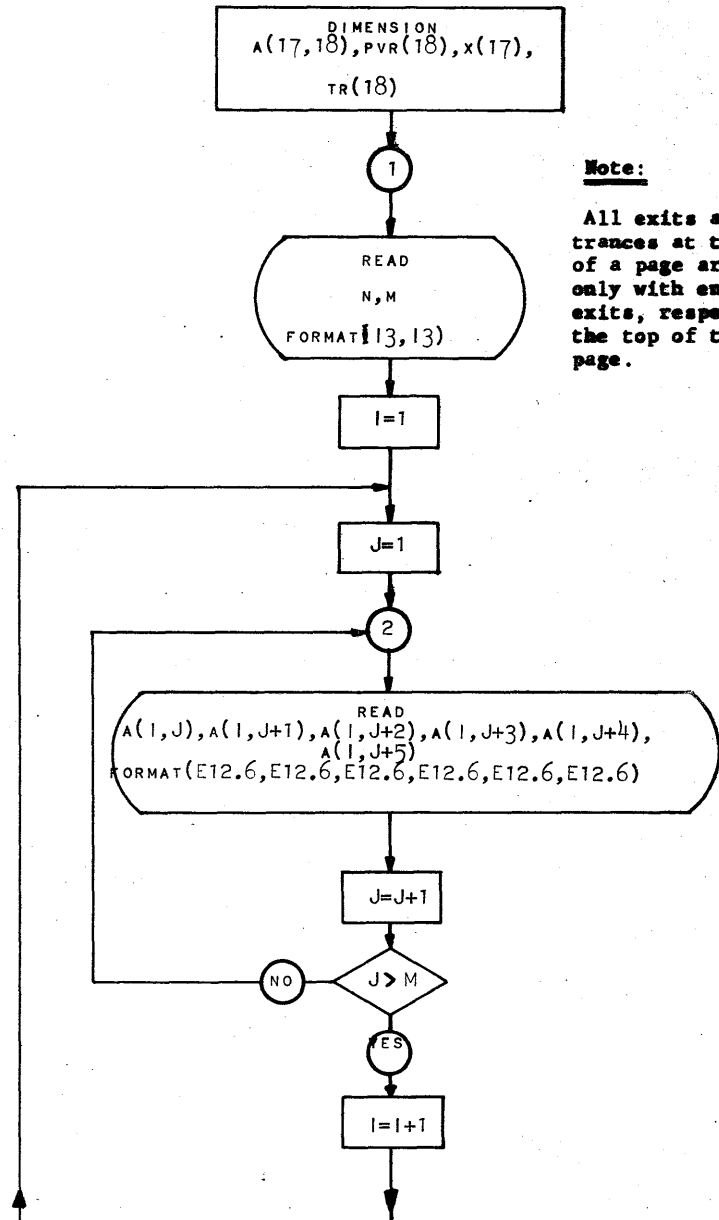 DIMENSION
A(17,18),PVR(18),X(17),
TR(18)
1
Note:
All exits a
trances at t
of a page ar
only with en
exits, respe
the top of t
page.
READ
N,M
FORMAT(I3,I3)
I=1
J=1
2
READ
A(I,J),A(I,J+1),A(I,J+2),A(I,J+3),A(I,J+4),
A(I,J+5)
FORMAT(E12.6,E12.6,E12.6,E12.6,E12.6,E12.6)
J=J+1
NO
J > M
YES
I=I+1